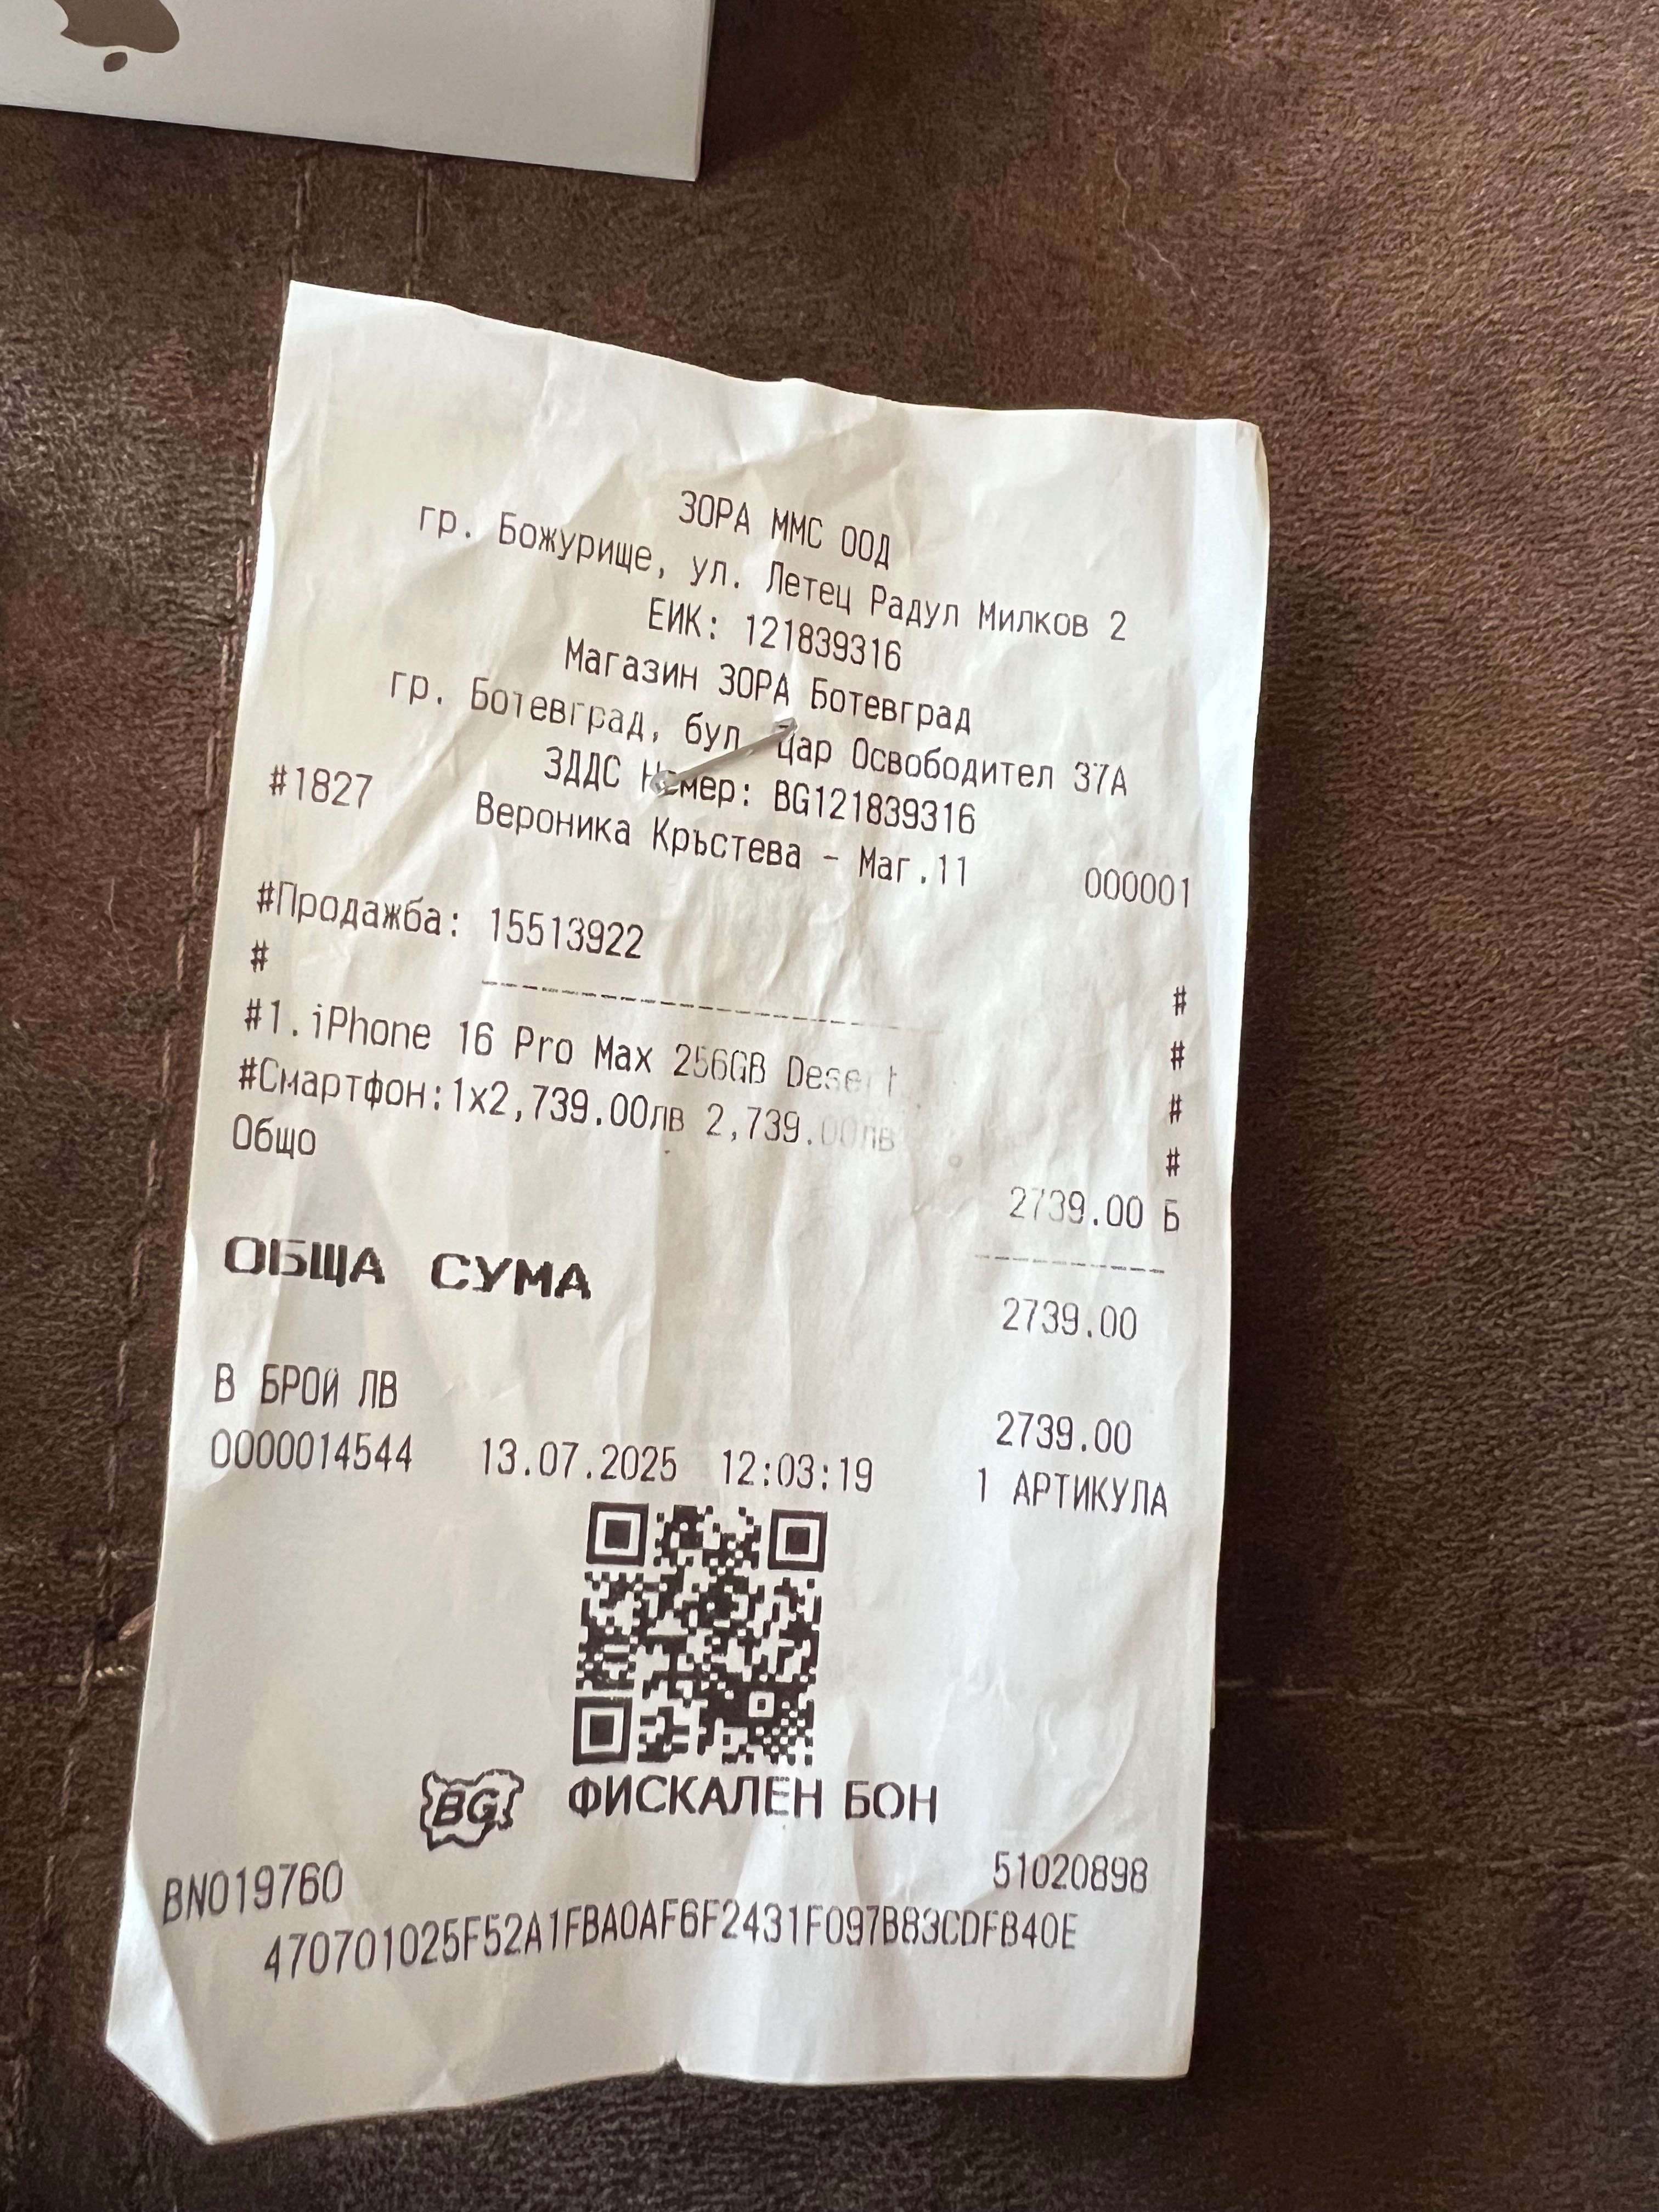 ЗОРА ММС ООД
гр. Божурище, ул. Летец Радул Милков 2
ЕИК: 121839316
Магазин ЗОРА Ботевград
гр. Ботевград, бул. Цар Освободител 37А
ЗДДС Номер: BG121839316
#1827 Вероника Кръстева - Маг.11 000001
#Продажба: 15513922 #
# ------------------------------ #
#1.iPhone 16 Pro Max 256GB Desert #
#Смартфон:1x2,739.00лв 2,739.00лв #
Общо 2739.00 Б
ОБЩА СУМА 2739.00
В БРОЙ ЛВ 2739.00
0000014544 13.07.2025 12:03:19 1 АРТИКУЛА
BG ФИСКАЛЕН БОН
BN019760 51020898
470701025F52A1FBA0AF6F2431F097B83CDFB40E